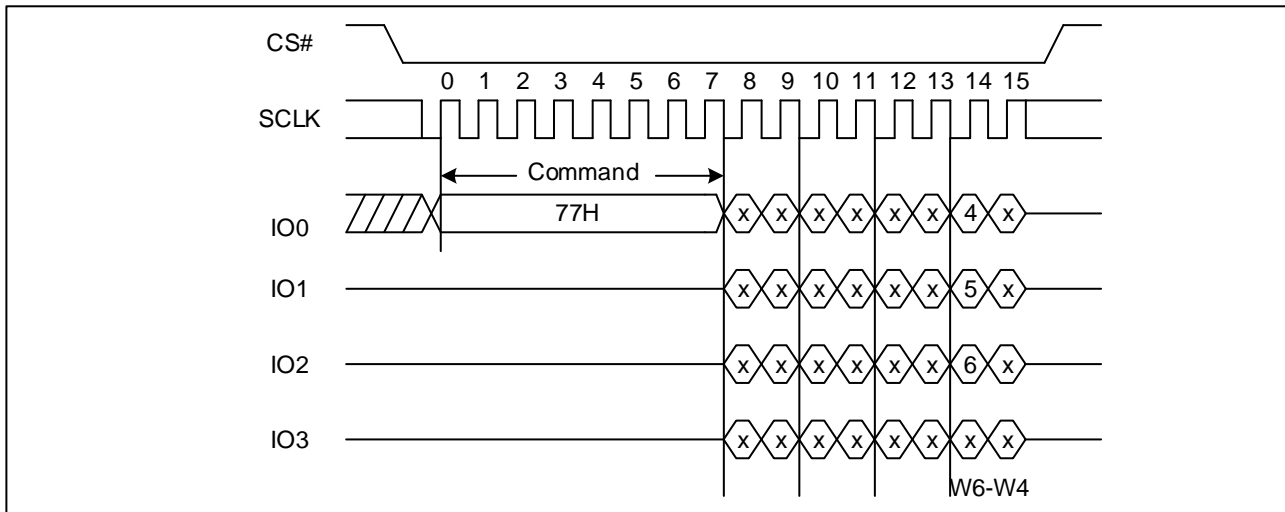 CS#
0 1 2 3 4 5 6 7 8 9 10 11 12 13 14 15
SCLK
Command
IO0 77H x x x x x x 4 x
IO1 x x x x x x 5 x
IO2 x x x x x x 6 x
IO3 x x x x x x x x
W6-W4